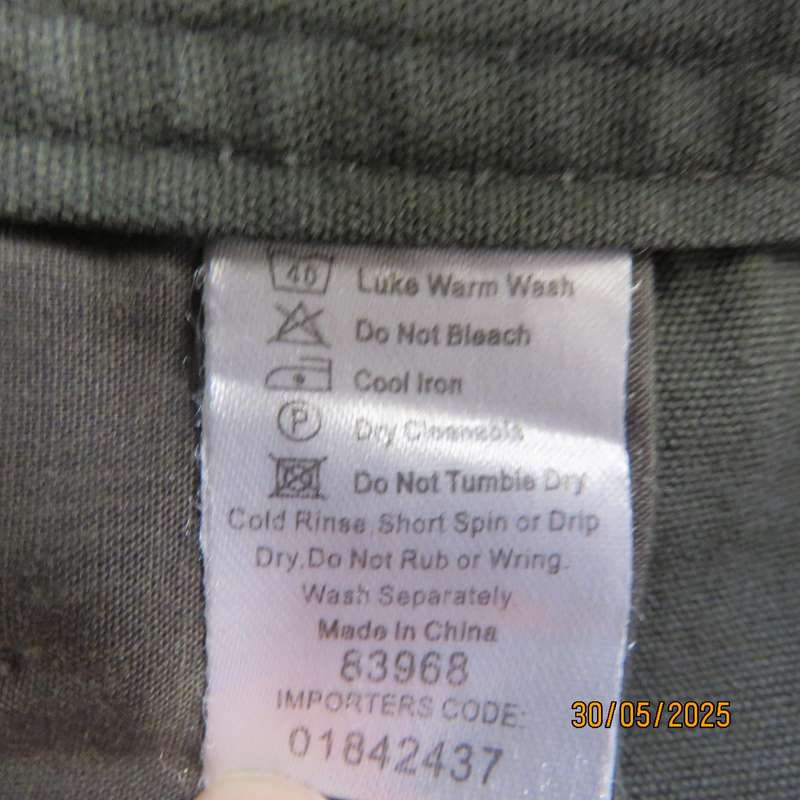 40 Luke Warm Wash
Do Not Bleach
Cool Iron
P Dry Cleanable
Do Not Tumble Dry
Cold Rinse,Short Spin or Drip
Dry,Do Not Rub or Wring.
Wash Separately
Made In China
83968
IMPORTERS CODE:
01842437
30/05/2025